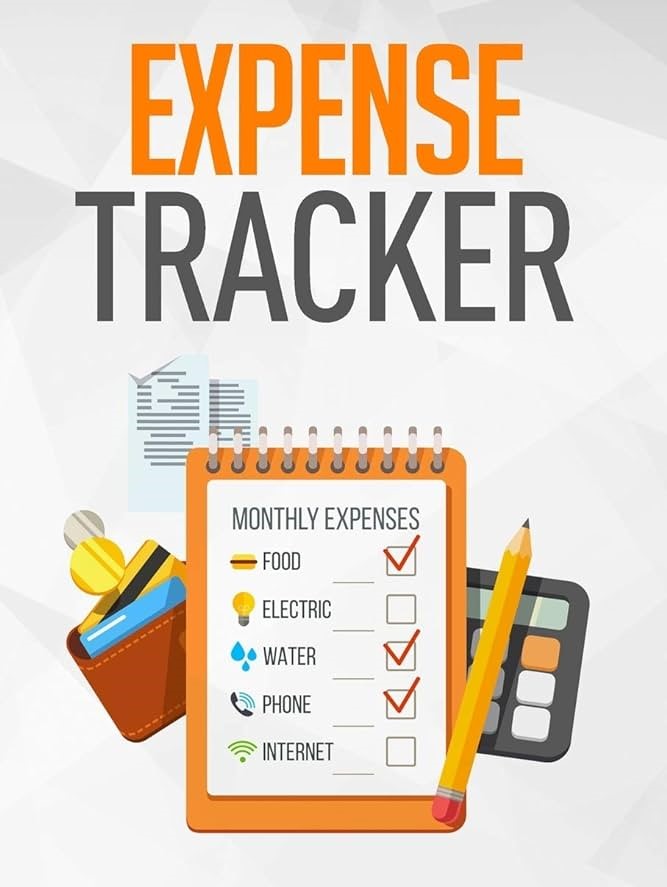 EXPENSE
TRACKER
MONTHLY EXPENSES
FOOD
ELECTRIC
WATER
PHONE
INTERNET